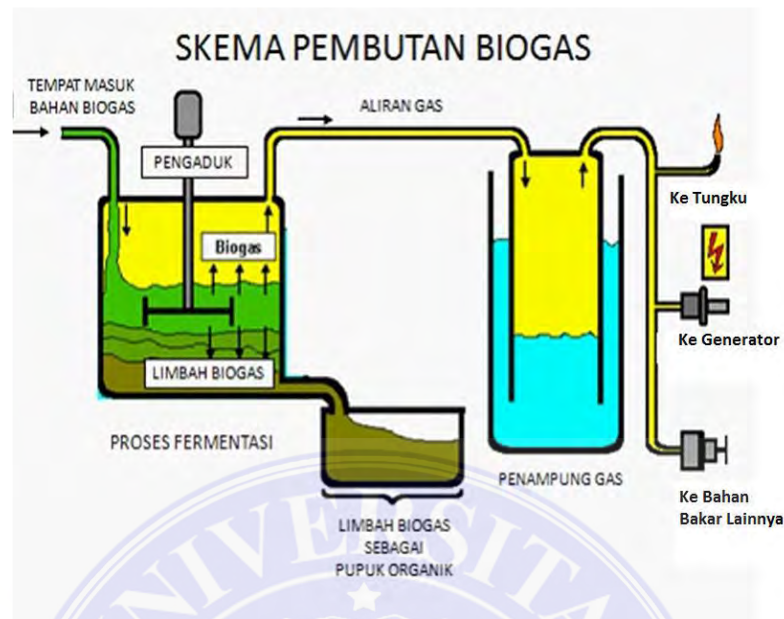 SKEMA PEMBUTAN BIOGAS
TEMPAT MASUK
BAHAN BIOGAS
ALIRAN GAS
PENGADUK
Biogas
Ke Tungku
Ke Generator
LIMBAH BIOGAS
PROSES FERMENTASI
PENAMPUNG GAS
Ke Bahan
Bakar Lainnya
LIMBAH BIOGAS
SEBAGAI
PUPUK ORGANIK
NIVERSITA